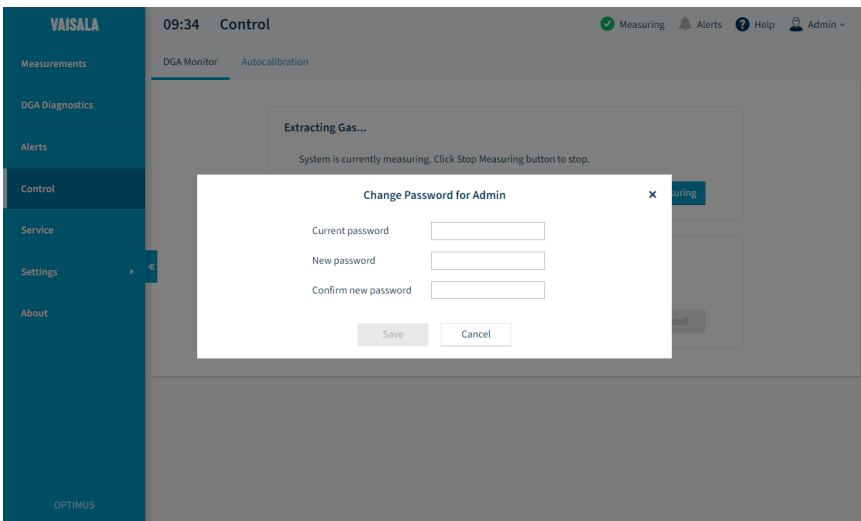 VAISALA
09:34 Control
Measuring Alerts Help Admin
Measurements
DGA Diagnostics
Alerts
Control
Service
Settings
About
OPTIMUS
DGA Monitor Autocalibration
Extracting Gas...
System is currently measuring. Click Stop Measuring button to stop.
Change Password for Admin
Current password
New password
Confirm new password
Save Cancel